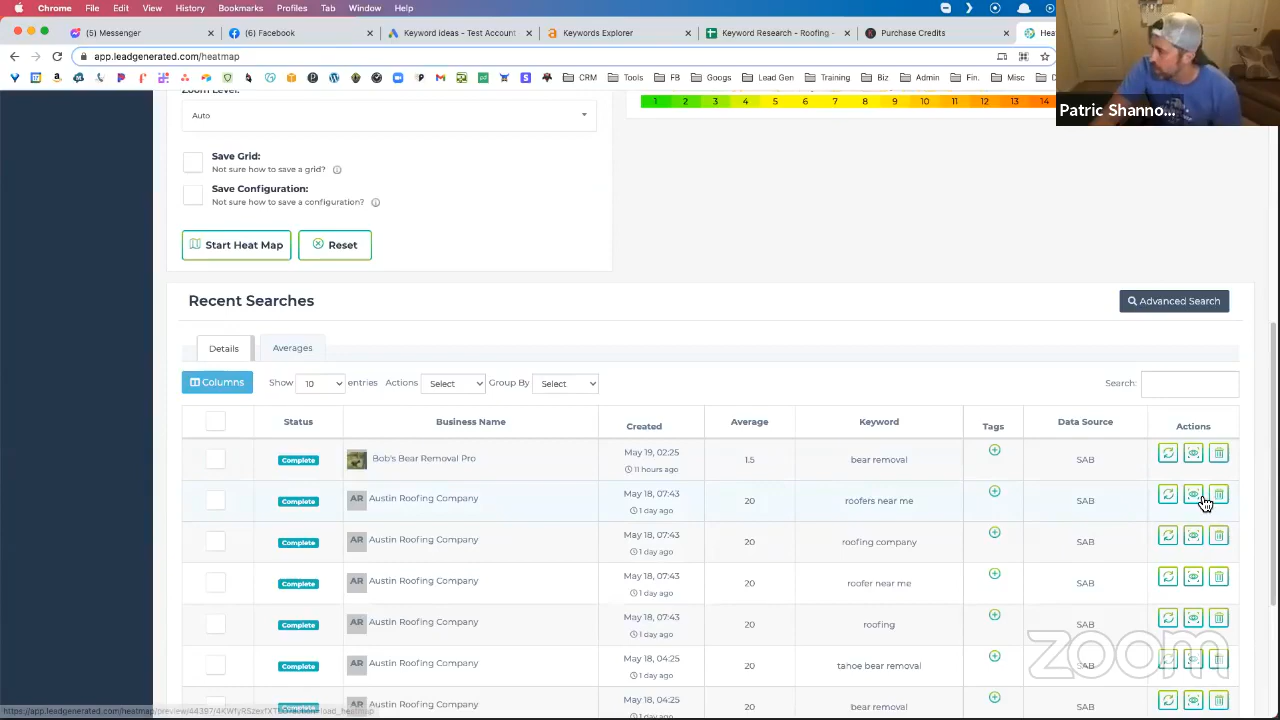 Chrome File Edit View History Bookmarks Profiles Tab Window Help
(5) Messenger
(6) Facebook
Keyword ideas - Test Account
Keywords Explorer
Keyword Research - Roofing -
Purchase Credits
app.leadgenerated.com/heatmap
CRM Tools FB Googs Lead Gen Training Biz Admin Fin. Misc
Patric Shanno...
Zoom Level:
Auto
1 2 3 4 5 6 7 8 9 10 11 12 13 14
Save Grid:
Not sure how to save a grid?
Save Configuration:
Not sure how to save a configuration?
Start Heat Map Reset
Recent Searches
Advanced Search
Details Averages
Columns Show 10 entries Actions Select Group By Select Search:
Status Business Name Created Average Keyword Tags Data Source Actions
Complete Bob's Bear Removal Pro May 19, 02:25 1.5 bear removal SAB
11 hours ago
Complete AR Austin Roofing Company May 18, 07:43 20 roofers near me SAB
1 day ago
Complete AR Austin Roofing Company May 18, 07:43 20 roofing company SAB
1 day ago
Complete AR Austin Roofing Company May 18, 07:43 20 roofer near me SAB
1 day ago
Complete AR Austin Roofing Company May 18, 07:43 20 roofing SAB
1 day ago
Complete AR Austin Roofing Company May 18, 04:25 20 tahoe bear removal SAB
1 day ago
Complete AR Austin Roofing Company May 18, 04:25 20 bear removal SAB
zoom